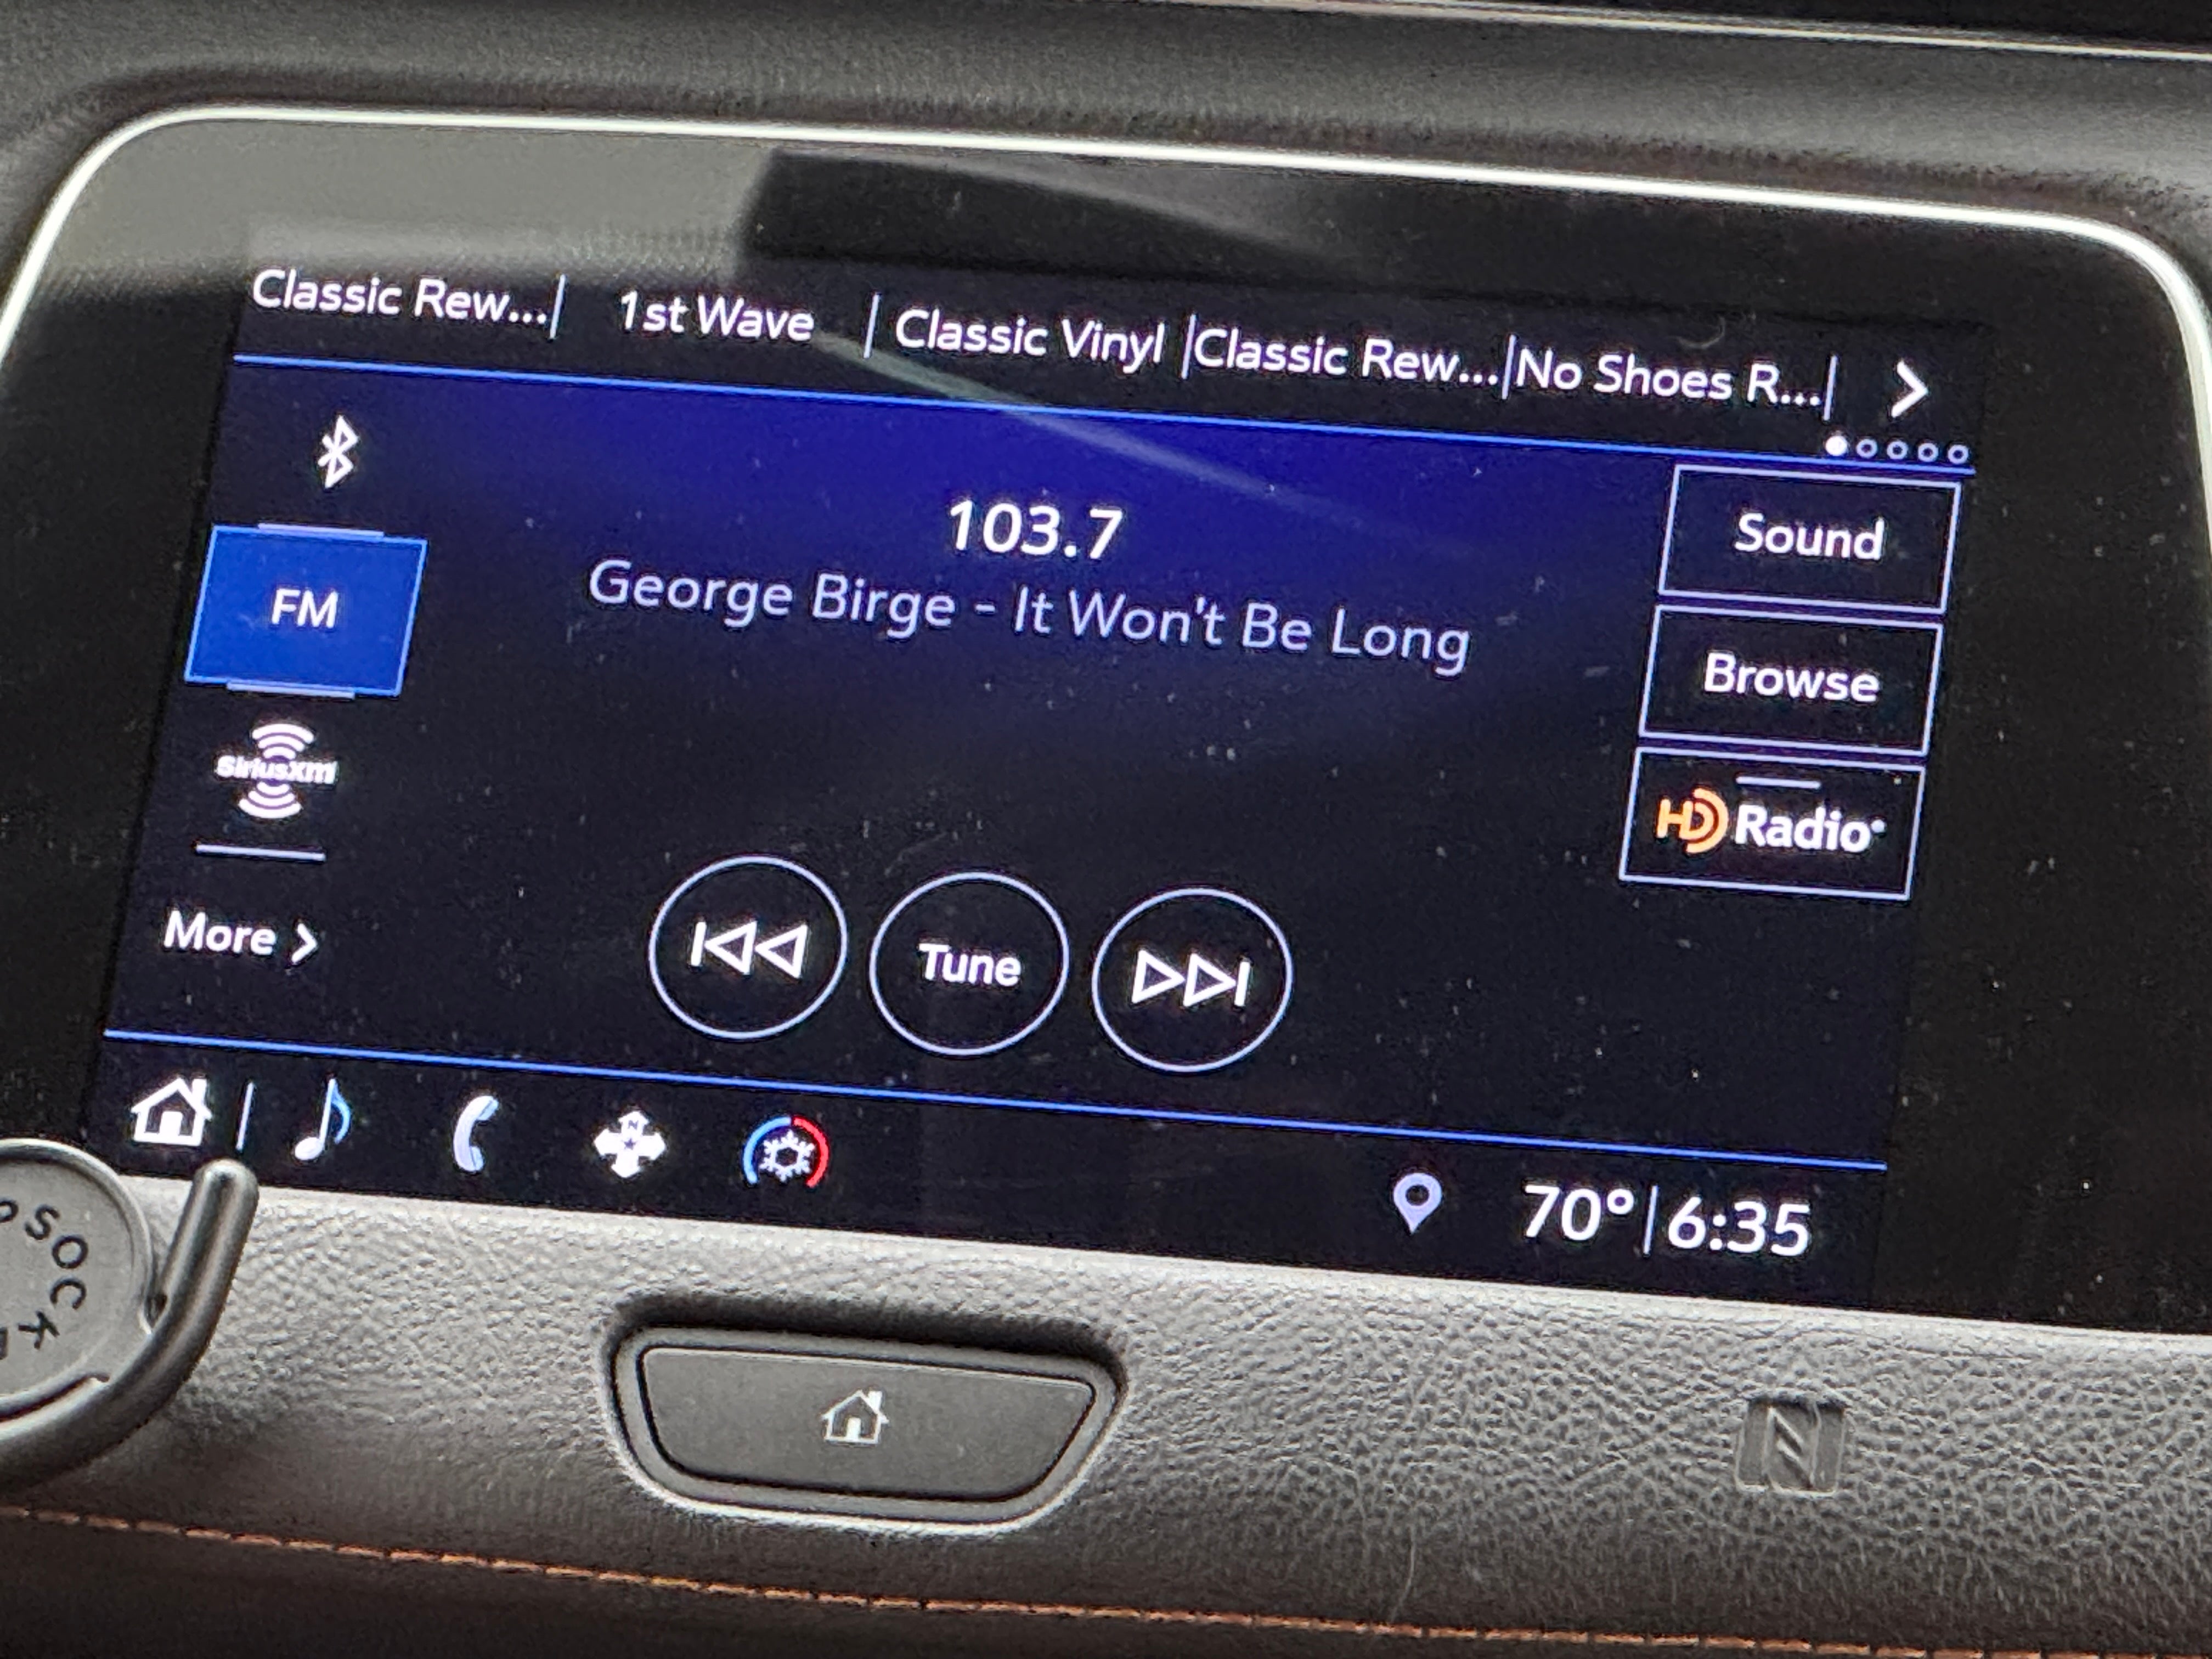 Classic Rew... 1st Wave Classic Vinyl Classic Rew... No Shoes R...
103.7
George Birge - It Won't Be Long
FM
siriusxm
More
Sound
Browse
HD Radio
Tune
N
70° 6:35
SOCK
N